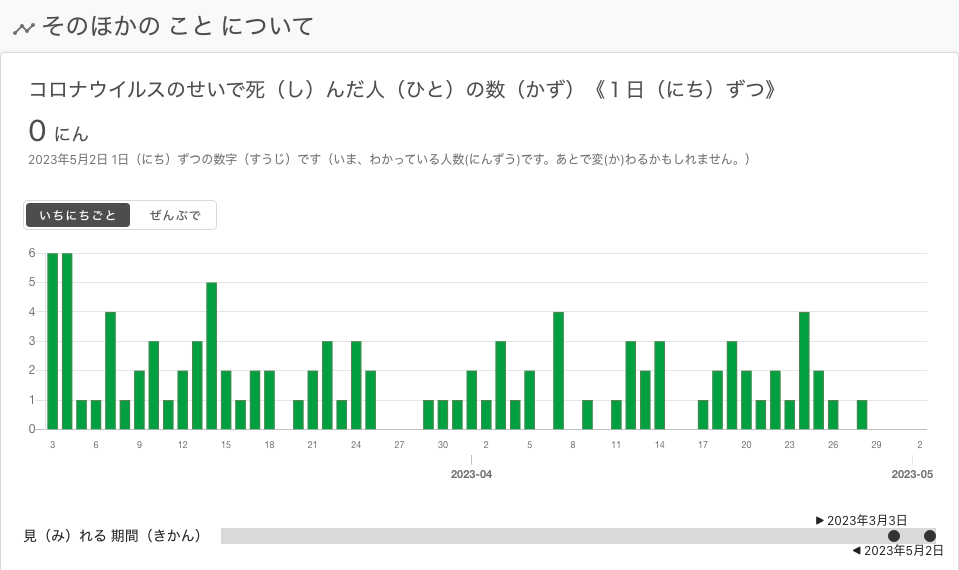 そのほかの こと について
コロナウイルスのせいで死（し）んだ人（ひと）の数（かず）《１日（にち）ずつ》
0 にん
2023年5月2日 1日（にち）ずつの数字（すうじ）です（いま、わかっている人数(にんずう)です。あとで変(か)わるかもしれません。）
いちにちごと ぜんぶで
6
5
4
3
2
1
0
3 6 9 12 15 18 21 24 27 30 2 5 8 11 14 17 20 23 26 29 2
2023-04 2023-05
▶ 2023年3月3日
見（み）れる 期間（きかん）
◀ 2023年5月2日